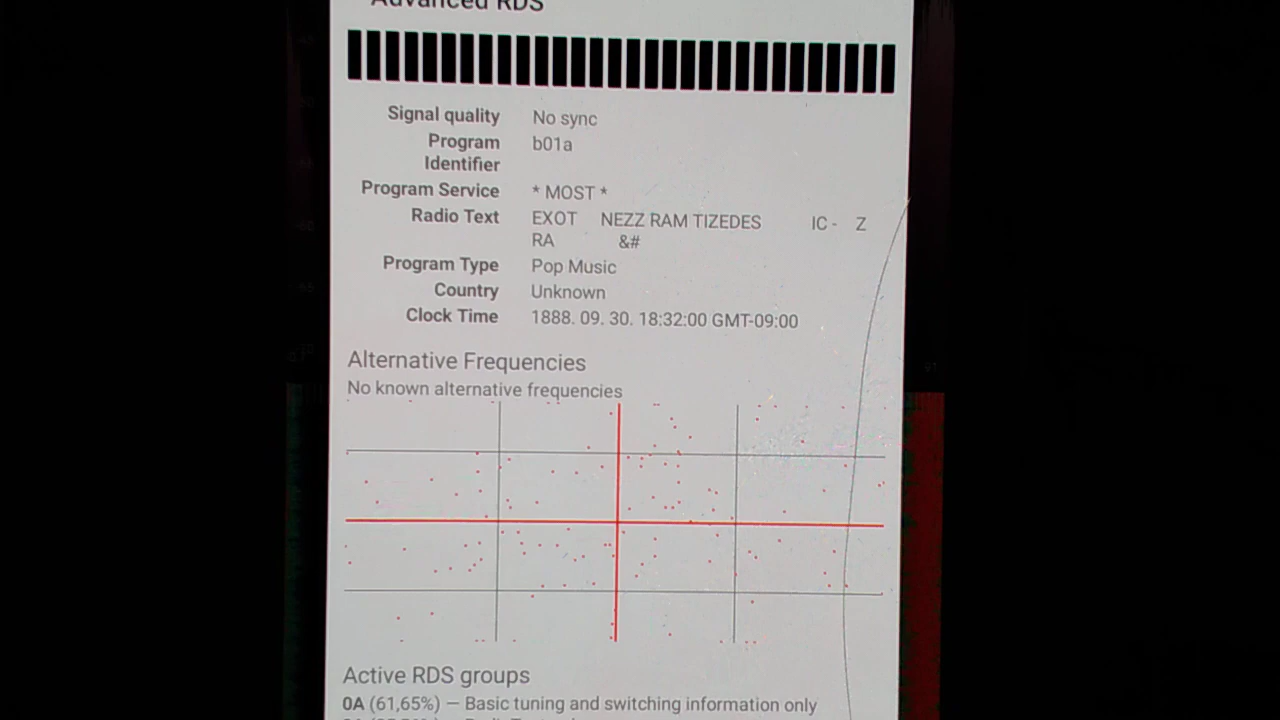 Advanced RDS
Signal quality No sync
Program Identifier b01a
Program Service * MOST *
Radio Text EXOT NEZZ RAM TIZEDES IC - Z
RA &#
Program Type Pop Music
Country Unknown
Clock Time 1888. 09. 30. 18:32:00 GMT-09:00
Alternative Frequencies
No known alternative frequencies
Active RDS groups
0A (61,65%) — Basic tuning and switching information only